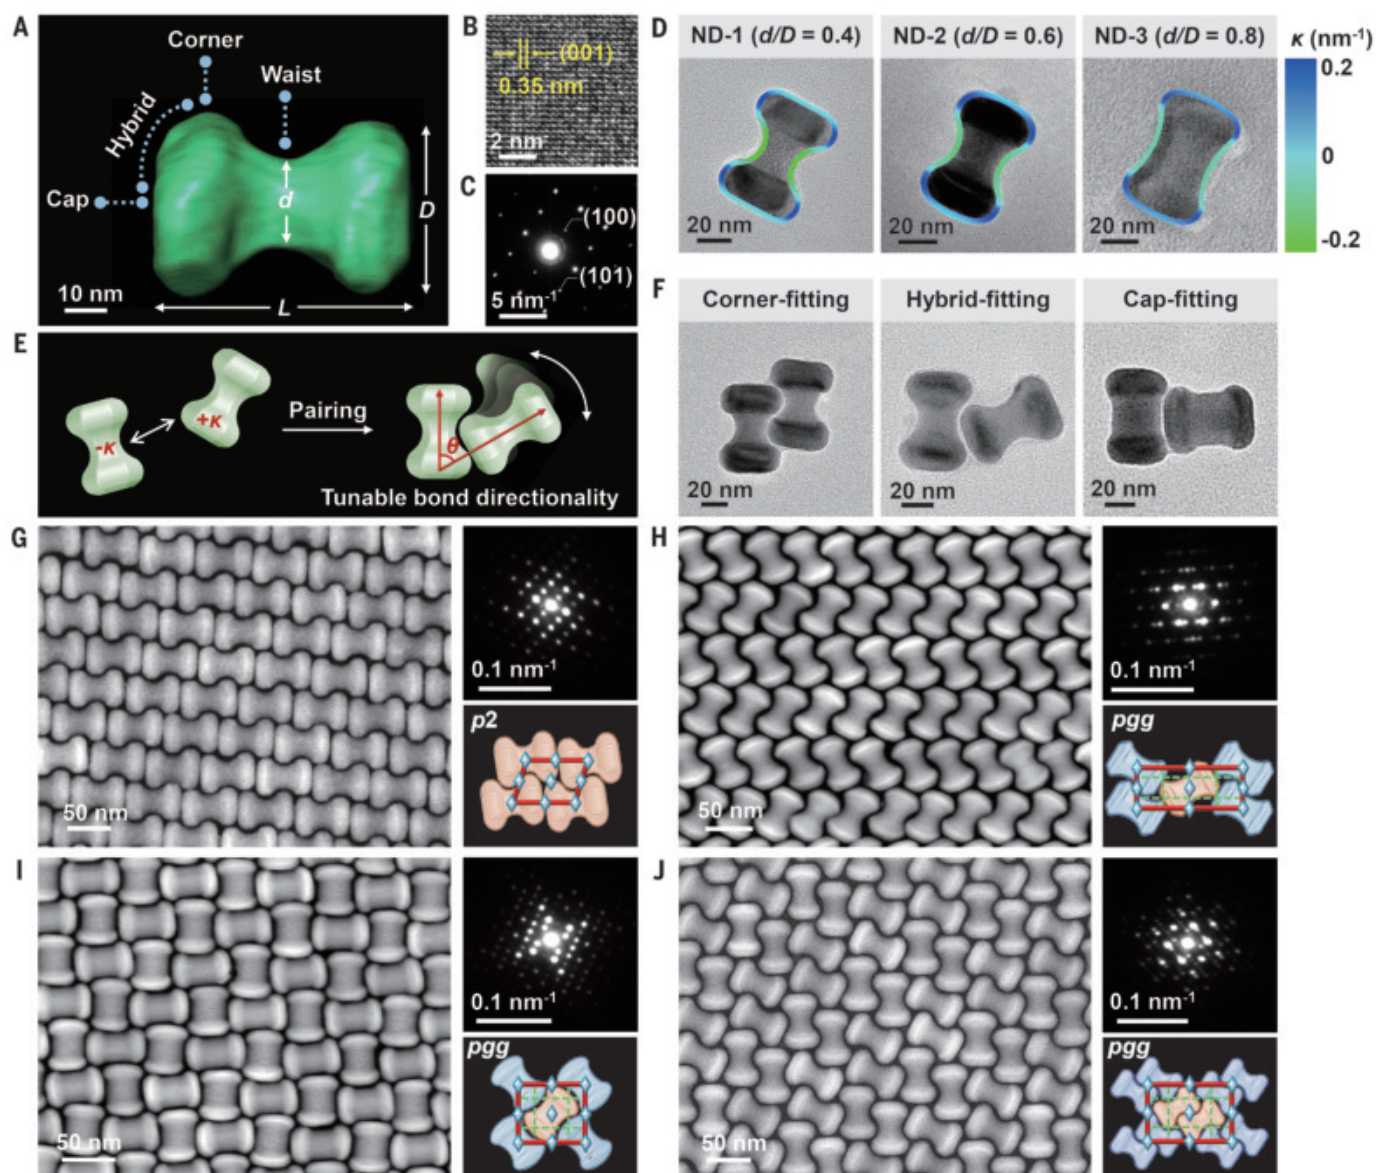 A
Corner
Waist
Hybrid
Cap
d
D
L
10 nm
B
(001)
0.35 nm
2 nm
C
(100)
(101)
5 nm-1
D
ND-1 (d/D = 0.4)
ND-2 (d/D = 0.6)
ND-3 (d/D = 0.8)
κ (nm-1)
0.2
0
-0.2
20 nm
20 nm
20 nm
E
-κ
+κ
Pairing
θ
Tunable bond directionality
F
Corner-fitting
Hybrid-fitting
Cap-fitting
20 nm
20 nm
20 nm
G
50 nm
0.1 nm-1
p2
H
50 nm
0.1 nm-1
pgg
I
50 nm
0.1 nm-1
pgg
J
50 nm
0.1 nm-1
pgg